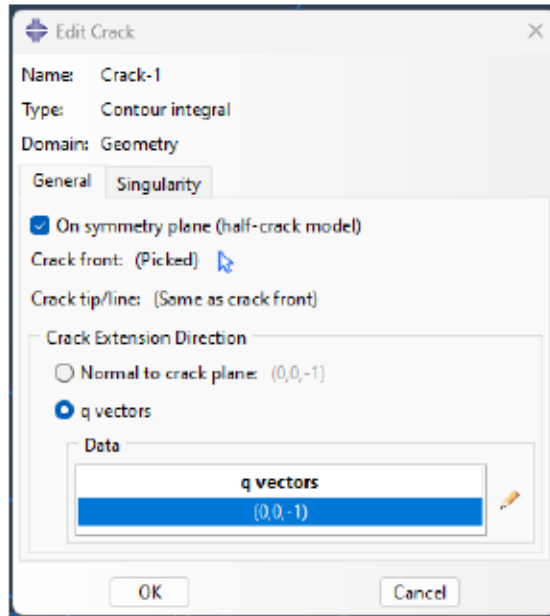 Edit Crack
Name: Crack-1
Type: Contour integral
Domain: Geometry
General Singularity
On symmetry plane (half-crack model)
Crack front: (Picked)
Crack tip/line: (Same as crack front)
Crack Extension Direction
Normal to crack plane: (0,0,-1)
q vectors
Data
q vectors
(0,0,-1)
OK Cancel